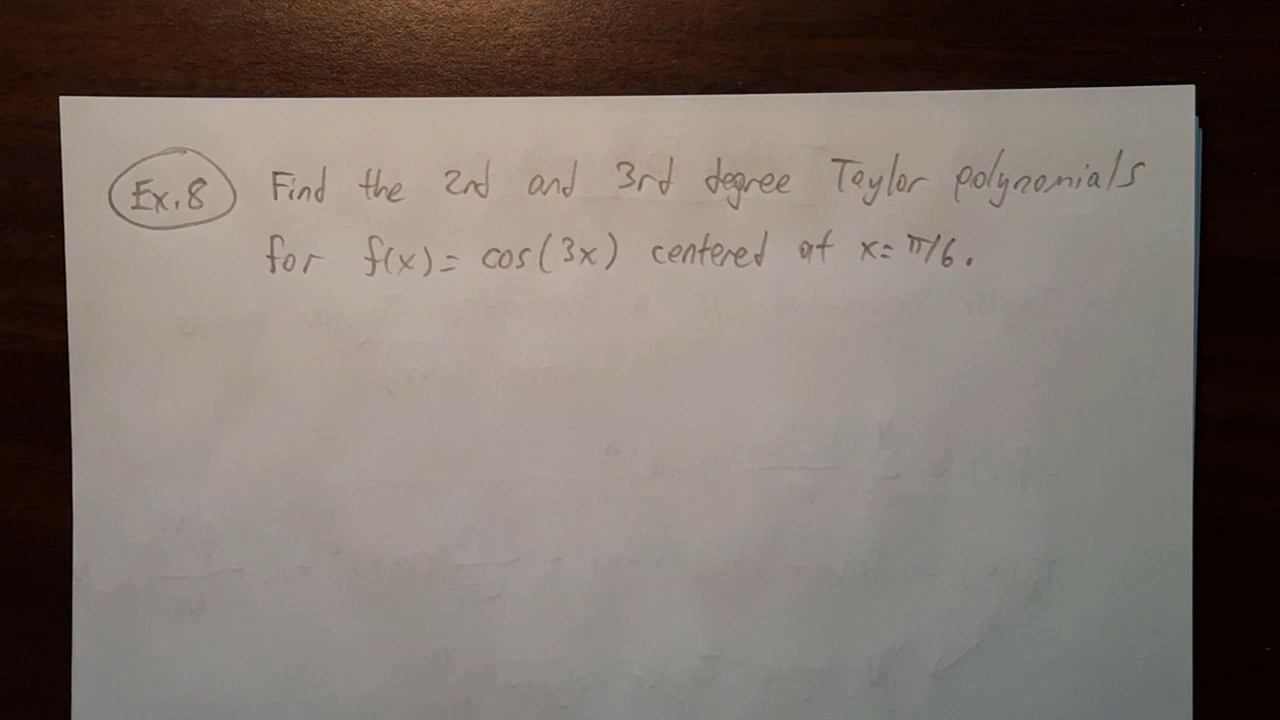 Ex. 8 Find the 2nd and 3rd degree Taylor polynomials
for f(x) = cos(3x) centered at x = π/6.